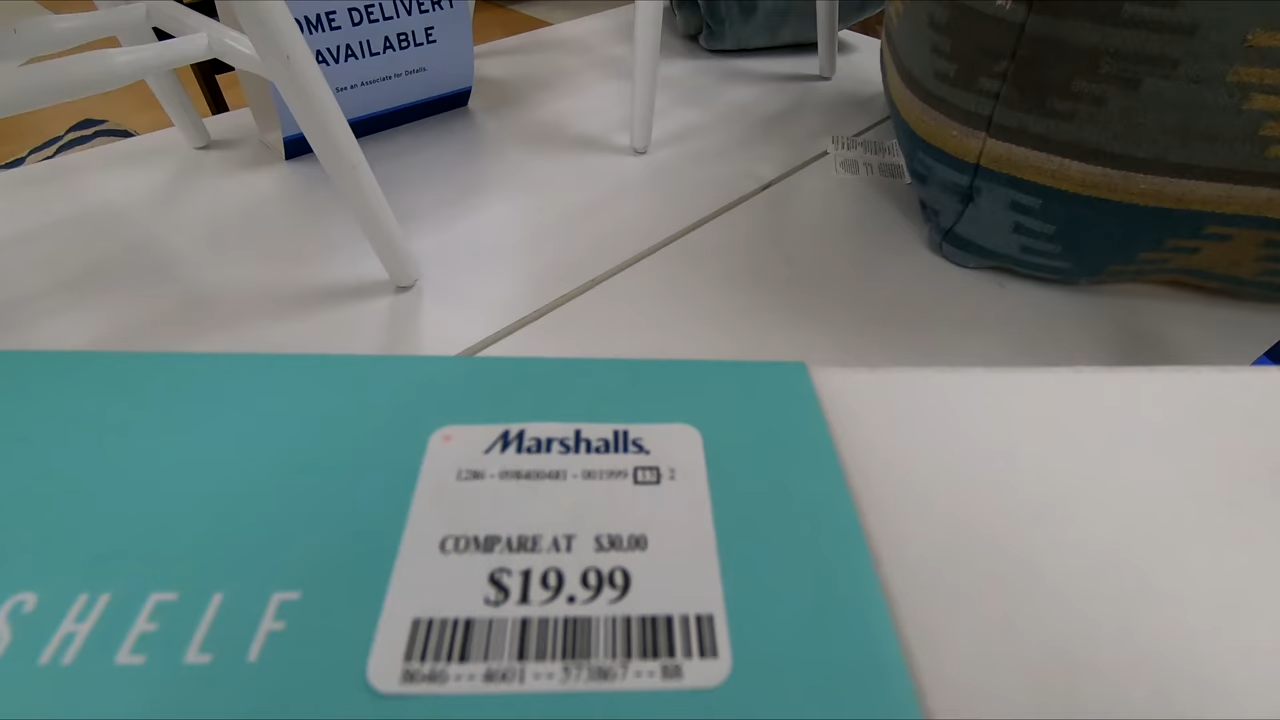 OME DELIVERY
AVAILABLE
See an Associate for Details.
Marshalls.
COMPARE AT $30.00
$19.99
SHELF